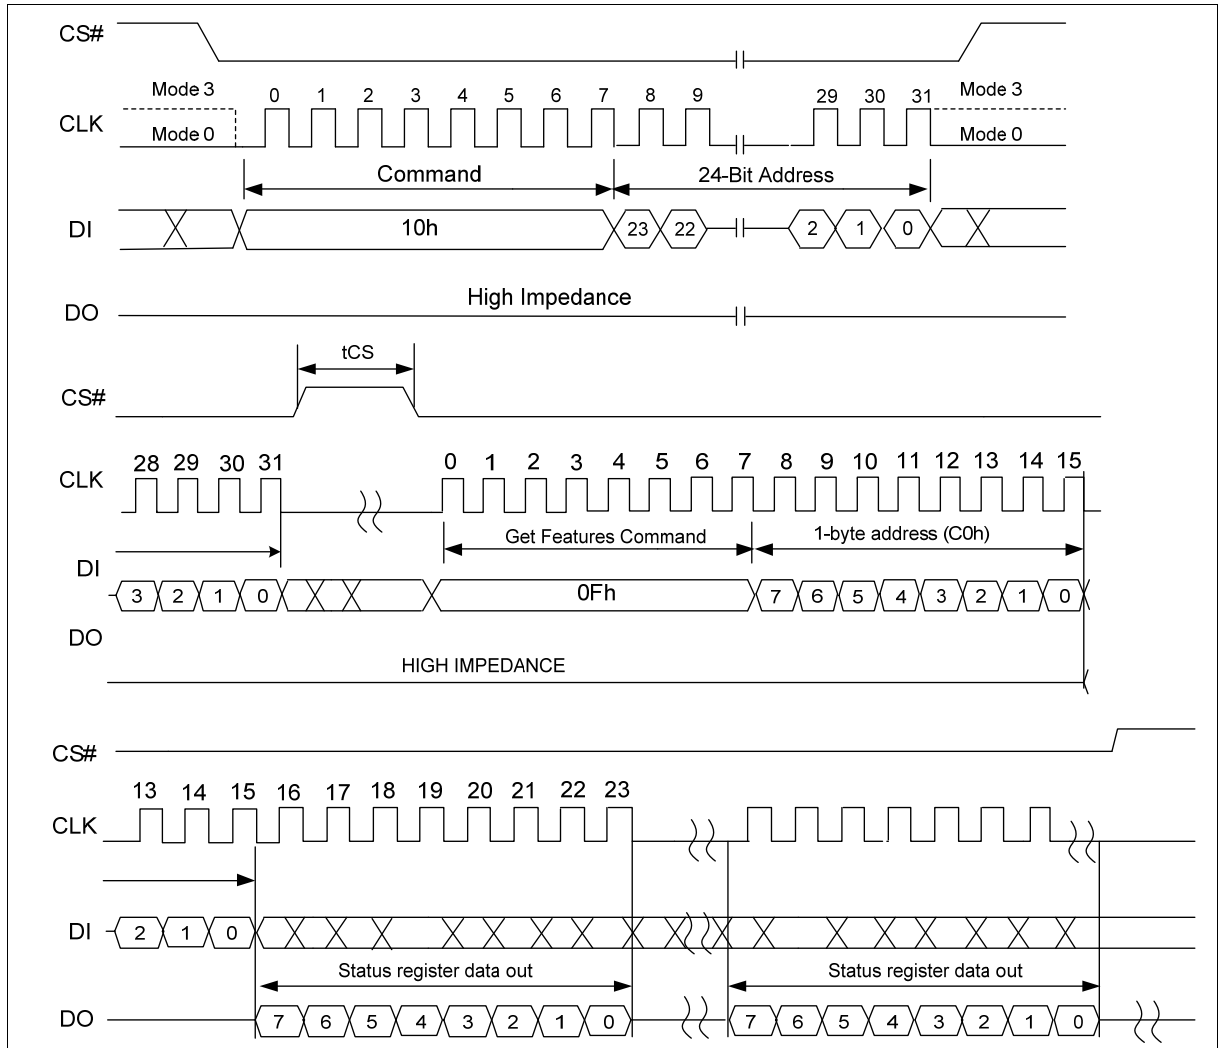 CS#
Mode 3 0 1 2 3 4 5 6 7 8 9 29 30 31 Mode 3
CLK
Mode 0 Mode 0
Command 24-Bit Address
DI 10h 23 22 2 1 0
High Impedance
DO
tCS
CS#
28 29 30 31 0 1 2 3 4 5 6 7 8 9 10 11 12 13 14 15
CLK
Get Features Command 1-byte address (C0h)
DI
3 2 1 0 0Fh 7 6 5 4 3 2 1 0
DO
HIGH IMPEDANCE
CS#
13 14 15 16 17 18 19 20 21 22 23
CLK
DI 2 1 0
Status register data out Status register data out
DO 7 6 5 4 3 2 1 0 7 6 5 4 3 2 1 0